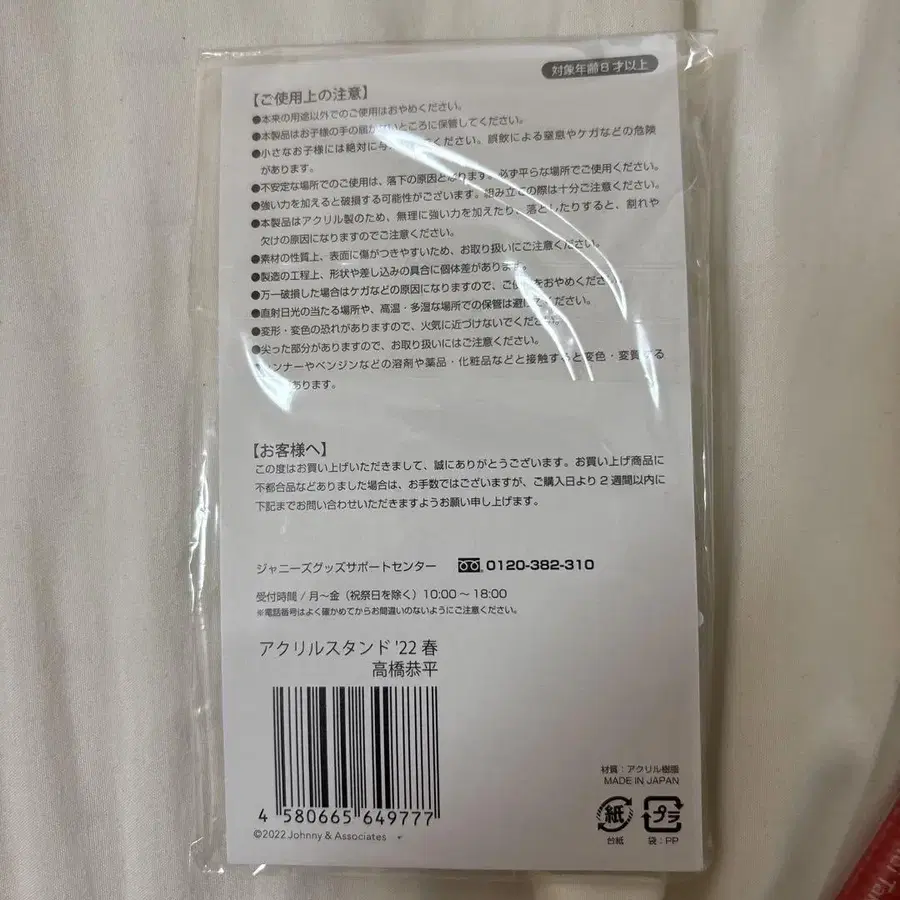 対象年齢8才以上
【ご使用上の注意】
●本来の用途以外でのご使用はおやめください。
●本製品はお子様の手の届かないところに保管してください。
●小さなお子様には絶対に与 ください。誤飲による窒息やケガなどの危険
があります。
●不安定な場所でのご使用は、落下の原因となります。必ず平らな場所でご使用ください。
●強い力を加えると破損する可能性がございます。組み立ての際は十分ご注意ください。
●本製品はアクリル製のため、無理に強い力を加えたり、落としたりすると、割れや
欠けの原因になりますのでご注意ください。
●素材の性質上、表面に傷がつきやすいため、お取り扱いにご注意ください。
●製造の工程上、形状や差し込みの具合に個体差があります。
●万一破損した場合はケガなどの原因になりますので、ご使用をおやめください。
●直射日光の当たる場所や、高温・多湿な場所での保管は避けてください。
●変形・変色の恐れがありますので、火気に近づけないでください。
●尖った部分がありますので、お取り扱いにはご注意ください。
ンナーやベンジンなどの溶剤や薬品・化粧品などと接触すると変色・変質する
あります。
【お客様へ】
この度はお買い上げいただきまして、誠にありがとうございます。お買い上げ商品に
不都合品などありました場合は、お手数ではございますが、ご購入日より2週間以内に
下記までお問い合わせいただきますようお願い申し上げます。
ジャニーズグッズサポートセンター 0120-382-310
受付時間/月〜金（祝祭日を除く）10:00〜18:00
※電話番号はよく確かめてからお間違いのないようにご注意ください。
アクリルスタンド '22 春
高橋恭平
4 580665 649777
©2022 Johnny & Associates
材質：アクリル樹脂
MADE IN JAPAN
紙 プラ
台紙 袋：PP